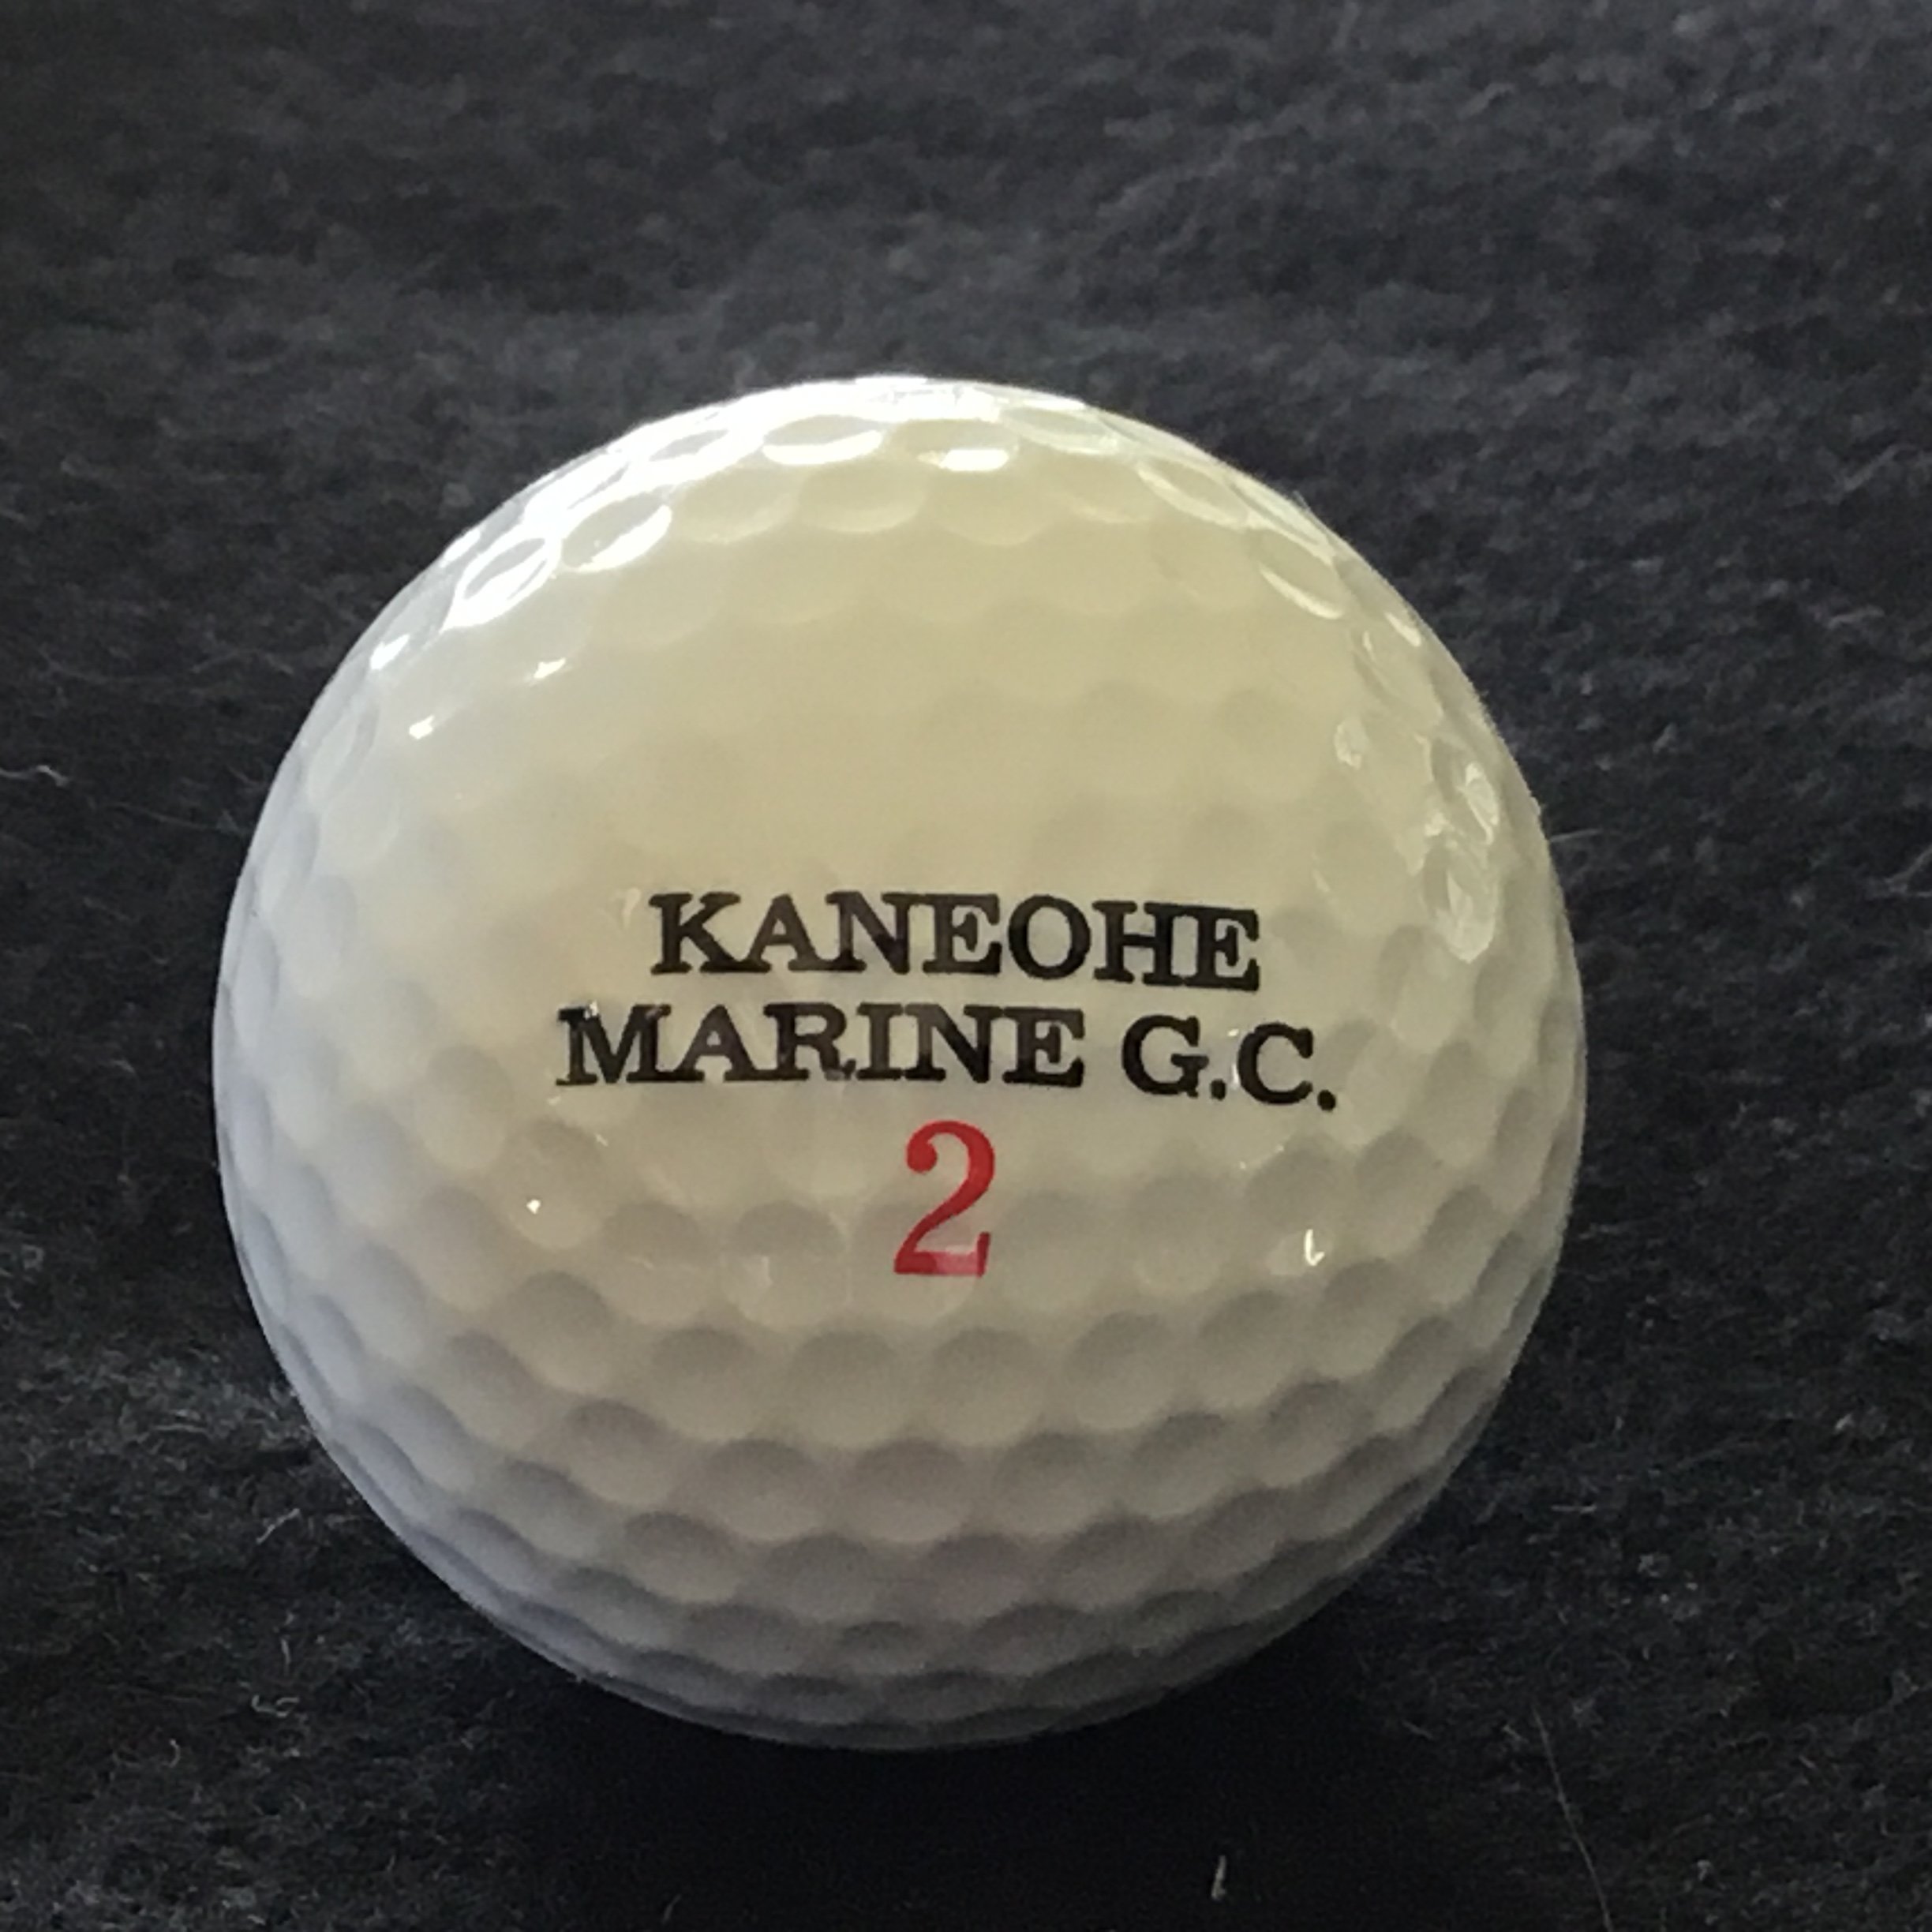 KANEOHE
MARINE G.C.
2